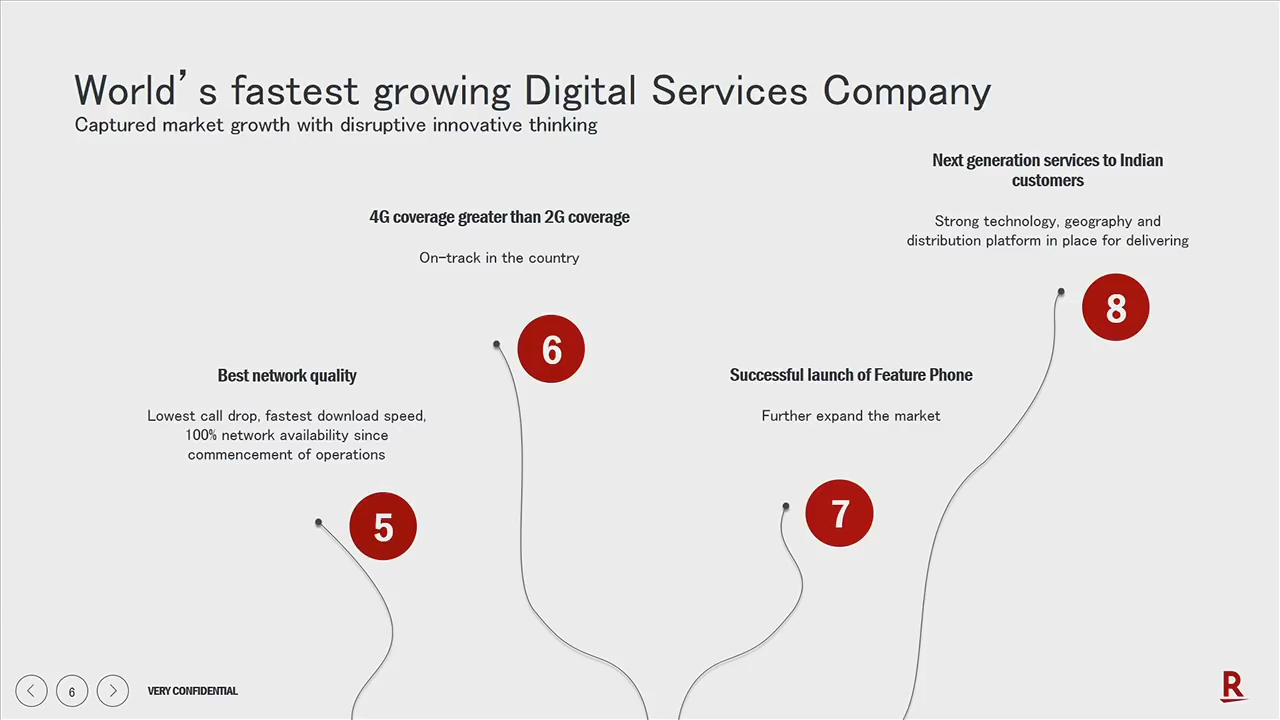 World’s fastest growing Digital Services Company
Captured market growth with disruptive innovative thinking
Best network quality
Lowest call drop, fastest download speed,
100% network availability since
commencement of operations
5
4G coverage greater than 2G coverage
On-track in the country
6
Successful launch of Feature Phone
Further expand the market
7
Next generation services to Indian
customers
Strong technology, geography and
distribution platform in place for delivering
8
6
VERY CONFIDENTIAL
R